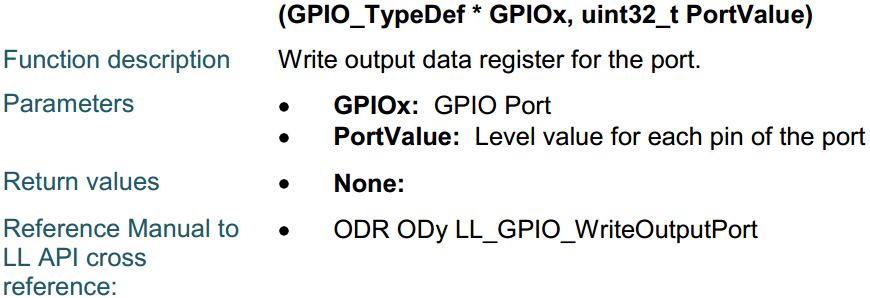 (GPIO_TypeDef * GPIOx, uint32_t PortValue)
Function description Write output data register for the port.
Parameters • GPIOx: GPIO Port
• PortValue: Level value for each pin of the port
Return values • None:
Reference Manual to • ODR ODy LL_GPIO_WriteOutputPort
LL API cross
reference: